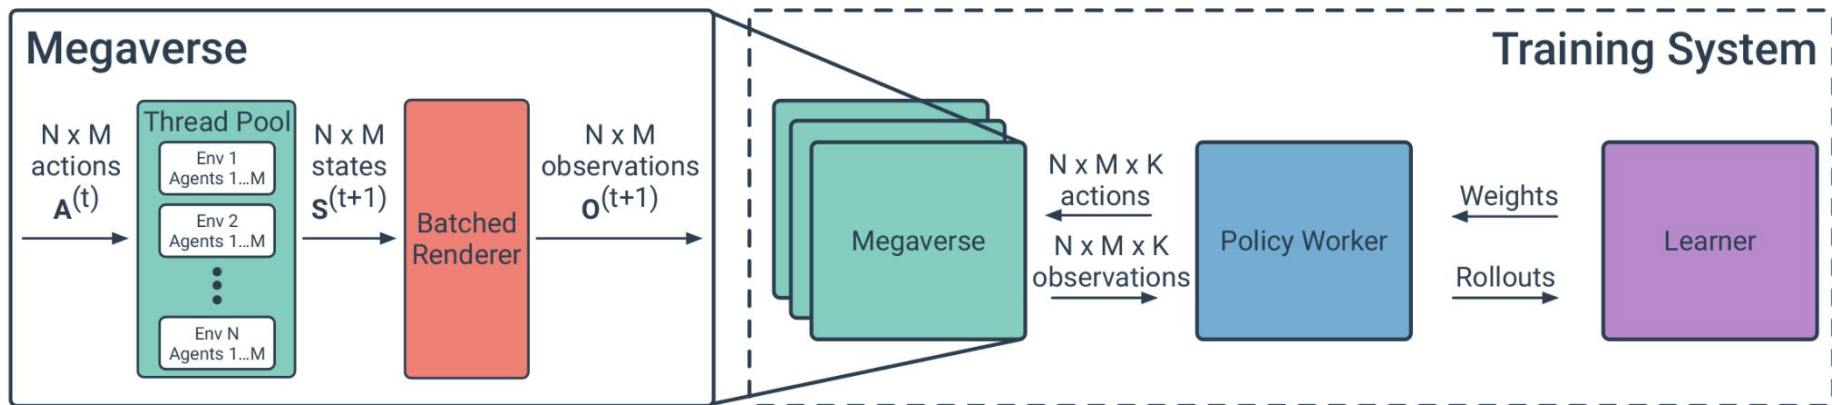 Megaverse
N x M
actions
A(t)
Thread Pool
Env 1
Agents 1...M
Env 2
Agents 1...M
Env N
Agents 1...M
N x M
states
S(t+1)
Batched
Renderer
N x M
observations
O(t+1)
Training System
Megaverse
N x M x K
actions
N x M x K
observations
Policy Worker
Weights
Rollouts
Learner